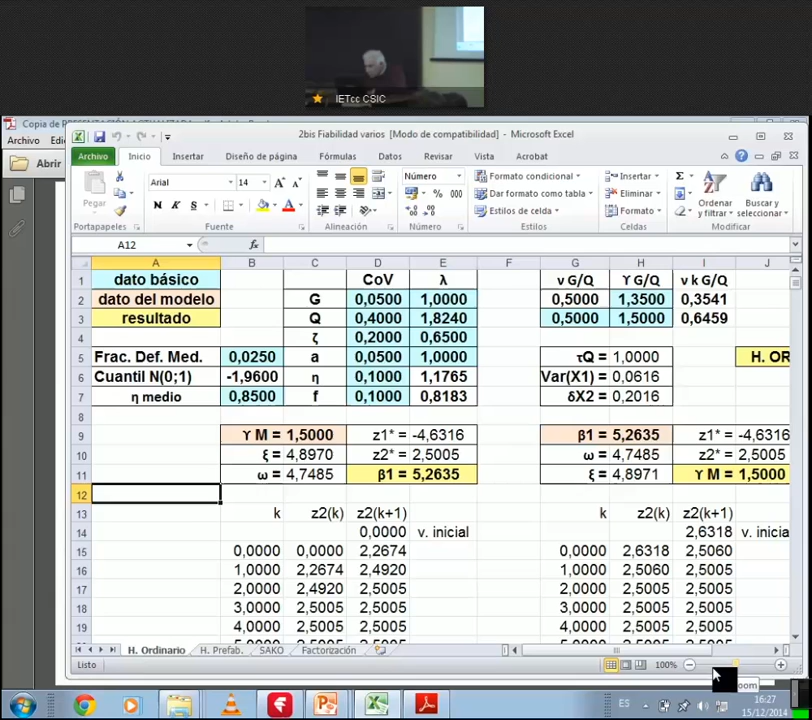 IETcc CSIC
Copia de PRESENTACIÓN ACTUALIZA
Archivo
Abrir
2bis Fiabilidad varios [Modo de compatibilidad] - Microsoft Excel
Archivo Inicio Insertar Diseño de página Fórmulas Datos Revisar Vista Acrobat
Pegar Arial 14 Número Formato condicional Insertar
N K S % 000 Dar formato como tabla Eliminar Ordenar y filtrar Buscar y seleccionar
Estilos de celda Formato
Portapapeles Fuente Alineación Número Estilos Celdas Modificar
A12 fx
A B C D E F G H I J
1 dato básico CoV λ ν G/Q ϒ G/Q ν k G/Q
2 dato del modelo G 0,0500 1,0000 0,5000 1,3500 0,3541
3 resultado Q 0,4000 1,8240 0,5000 1,5000 0,6459
4 ζ 0,2000 0,6500
5 Frac. Def. Med. 0,0250 a 0,0500 1,0000 τQ = 1,0000 H. OR
6 Cuantil N(0;1) -1,9600 η 0,1000 1,1765 Var(X1) = 0,0616
7 η medio 0,8500 f 0,1000 0,8183 δX2 = 0,2016
8
9 ϒ M = 1,5000 z1* = -4,6316 β1 = 5,2635 z1* = -4,6316
10 ξ = 4,8970 z2* = 2,5005 ω = 4,7485 z2* = 2,5005
11 ω = 4,7485 β1 = 5,2635 ξ = 4,8971 ϒ M = 1,5000
12
13 k z2(k) z2(k+1) k z2(k) z2(k+1)
14 0,0000 v. inicial 2,6318 v. inicia
15 0,0000 0,0000 2,2674 0,0000 2,6318 2,5060
16 1,0000 2,2674 2,4920 1,0000 2,5060 2,5005
17 2,0000 2,4920 2,5005 2,0000 2,5005 2,5005
18 3,0000 2,5005 2,5005 3,0000 2,5005 2,5005
19 4,0000 2,5005 2,5005 4,0000 2,5005 2,5005
H. Ordinario H. Prefab. SAKO Factorización
Listo 100%
oom
ES 16:27
15/12/2014